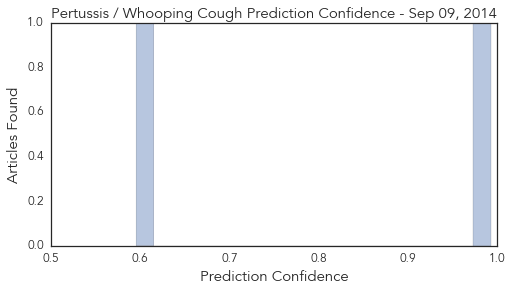 Pertussis / Whooping Cough Prediction Confidence - Sep 09, 2014
1.0
0.8
0.6
0.4
0.2
0.0
Articles Found
0.5 0.6 0.7 0.8 0.9 1.0
Prediction Confidence